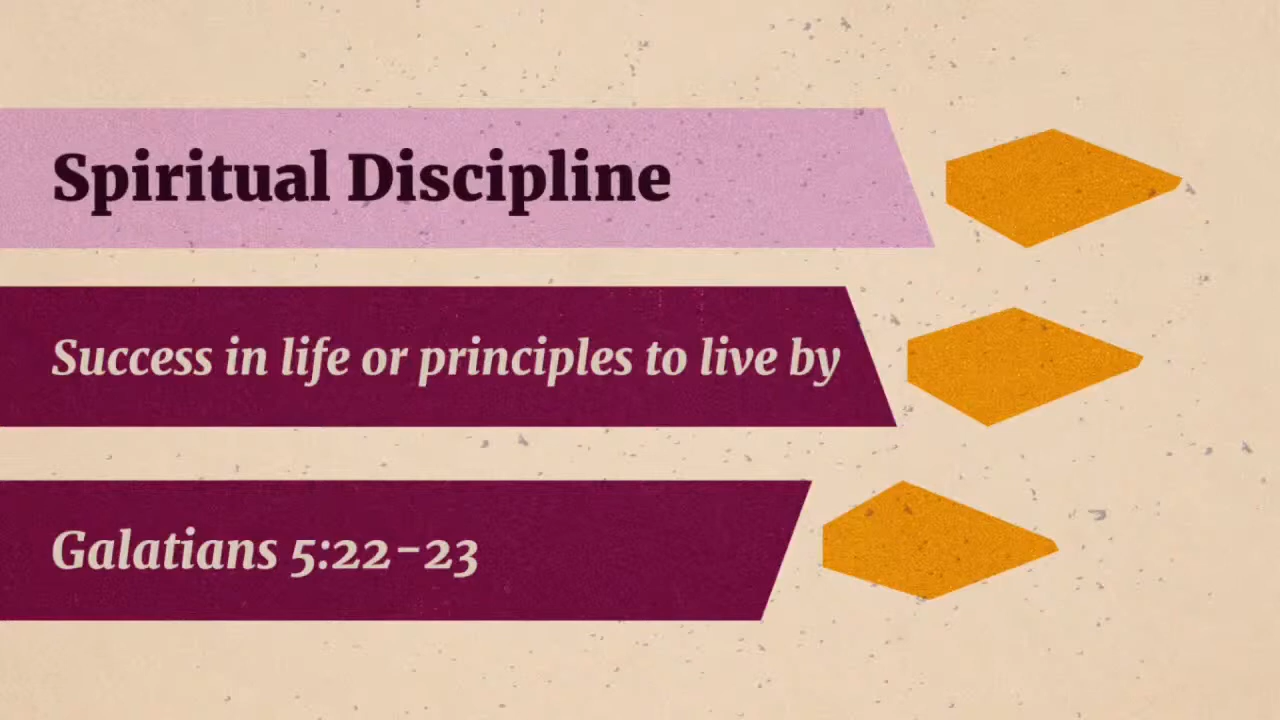 Spiritual Discipline
Success in life or principles to live by
Galatians 5:22-23